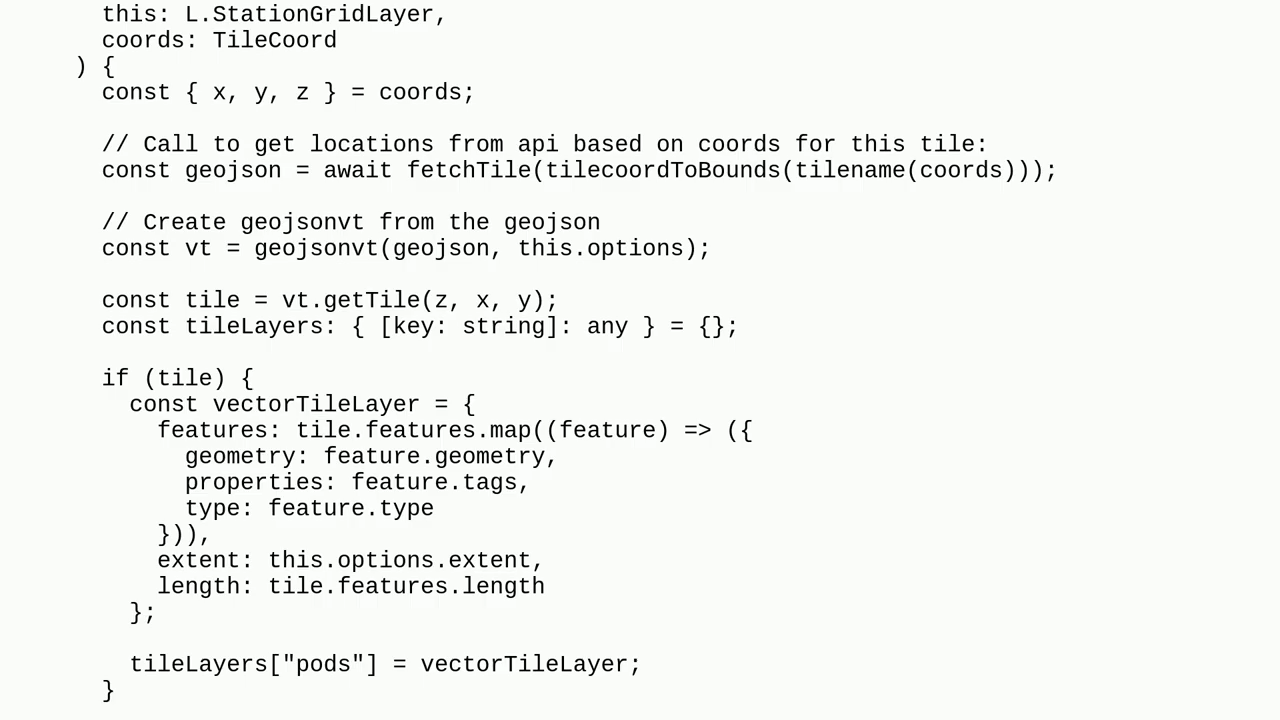 this: L.StationGridLayer,
coords: TileCoord
) {
const { x, y, z } = coords;
// Call to get locations from api based on coords for this tile:
const geojson = await fetchTile(tilecoordToBounds(tilename(coords)));
// Create geojsonvt from the geojson
const vt = geojsonvt(geojson, this.options);
const tile = vt.getTile(z, x, y);
const tileLayers: { [key: string]: any } = {};
if (tile) {
const vectorTileLayer = {
features: tile.features.map((feature) => ({
geometry: feature.geometry,
properties: feature.tags,
type: feature.type
})),
extent: this.options.extent,
length: tile.features.length
};
tileLayers["pods"] = vectorTileLayer;
}